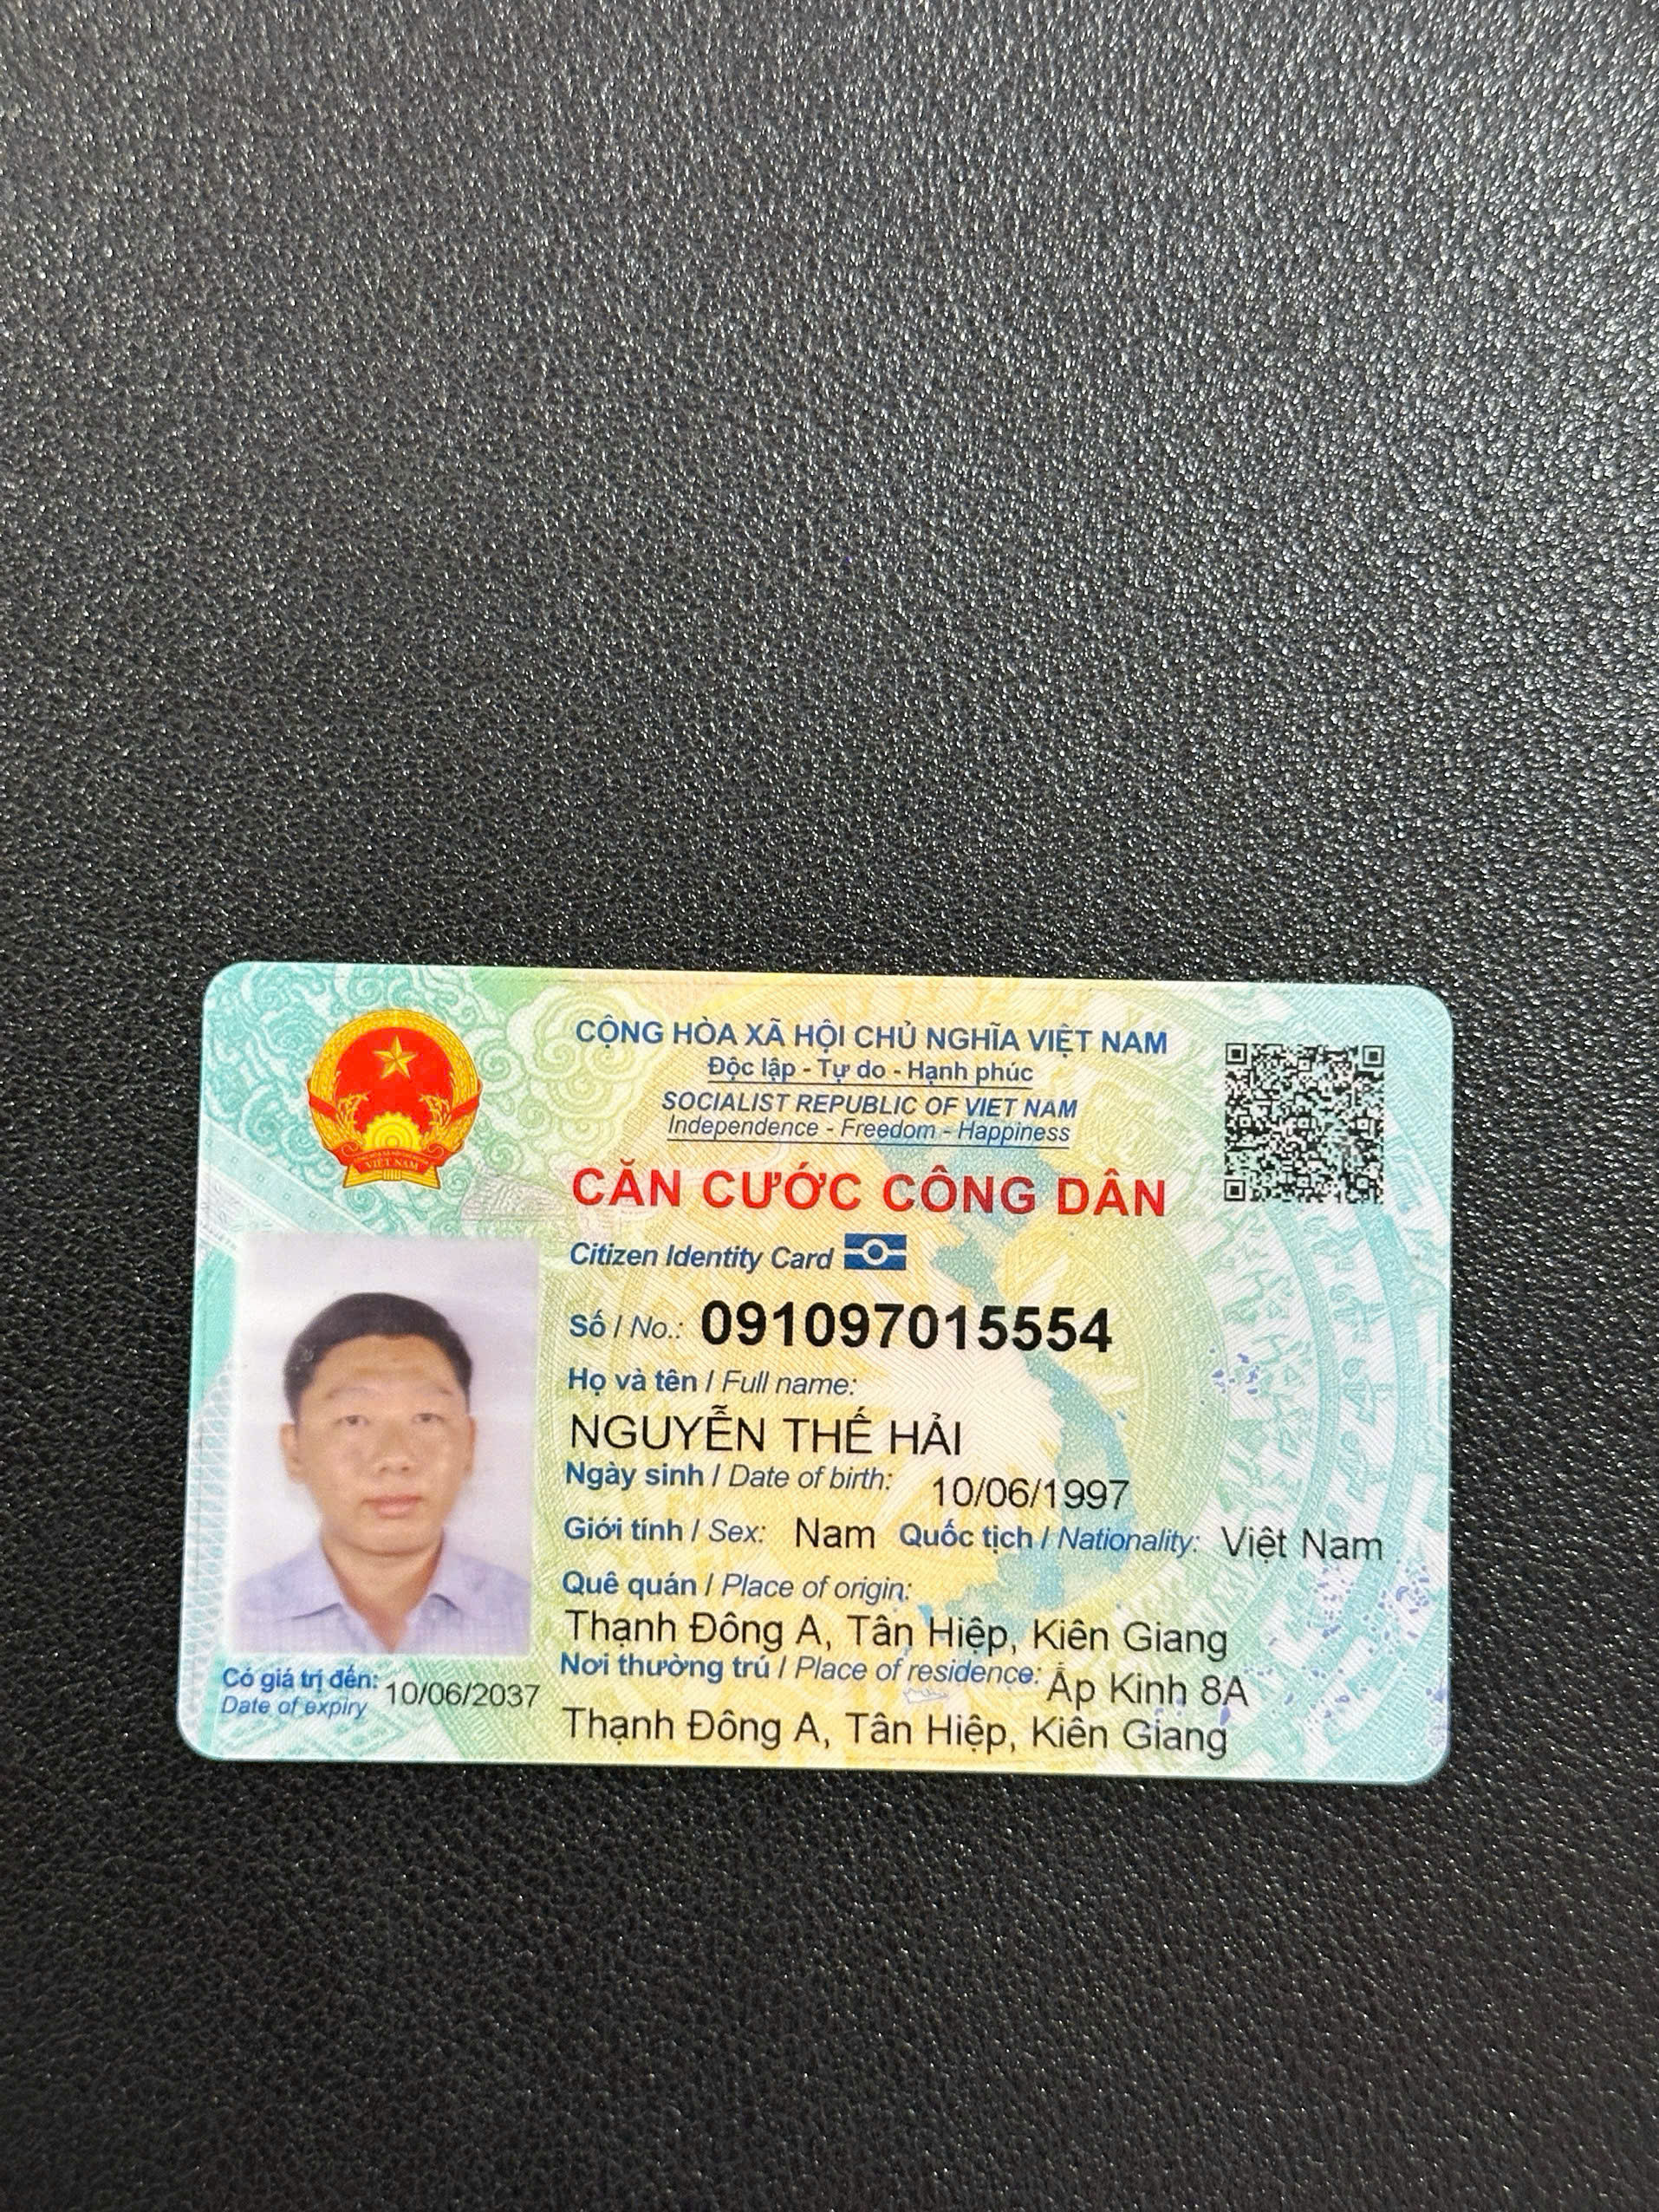 CỘNG HÒA XÃ HỘI CHỦ NGHĨA VIỆT NAM
Độc lập - Tự do - Hạnh phúc
SOCIALIST REPUBLIC OF VIET NAM
Independence - Freedom - Happiness
CĂN CƯỚC CÔNG DÂN
Citizen Identity Card
Số / No.: 091097015554
Họ và tên / Full name:
NGUYỄN THẾ HẢI
Ngày sinh / Date of birth: 10/06/1997
Giới tính / Sex: Nam Quốc tịch / Nationality: Việt Nam
Quê quán / Place of origin:
Thạnh Đông A, Tân Hiệp, Kiên Giang
Nơi thường trú / Place of residence: Ấp Kinh 8A
Thạnh Đông A, Tân Hiệp, Kiên Giang
Có giá trị đến: 10/06/2037
Date of expiry
VIỆT NAM